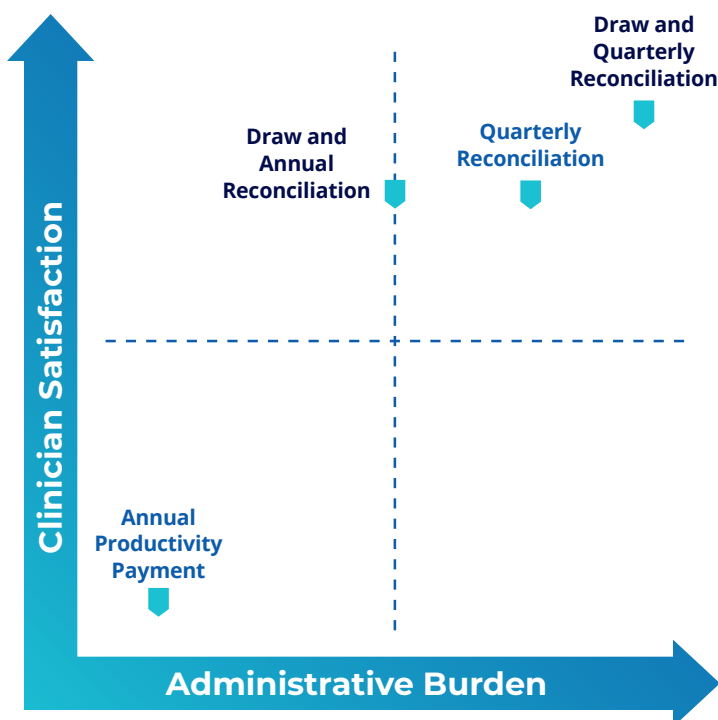 Draw and
Quarterly
Reconciliation
Draw and
Annual
Reconciliation
Quarterly
Reconciliation
Clinician Satisfaction
Annual
Productivity
Payment
Administrative Burden